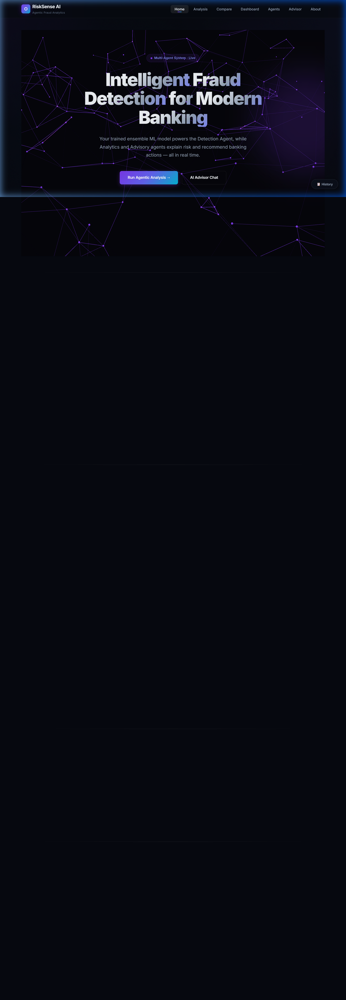 RiskSense AI
Agentic Fraud Analytics
Home
Analysis
Compare
Dashboard
Agents
Advisor
About
Multi-Agent System · Live
Intelligent Fraud
Detection for Modern
Banking
Your trained ensemble ML model powers the Detection Agent, while
Analytics and Advisory agents explain risk and recommend banking
actions — all in real time.
Run Agentic Analysis →
AI Advisor Chat
History